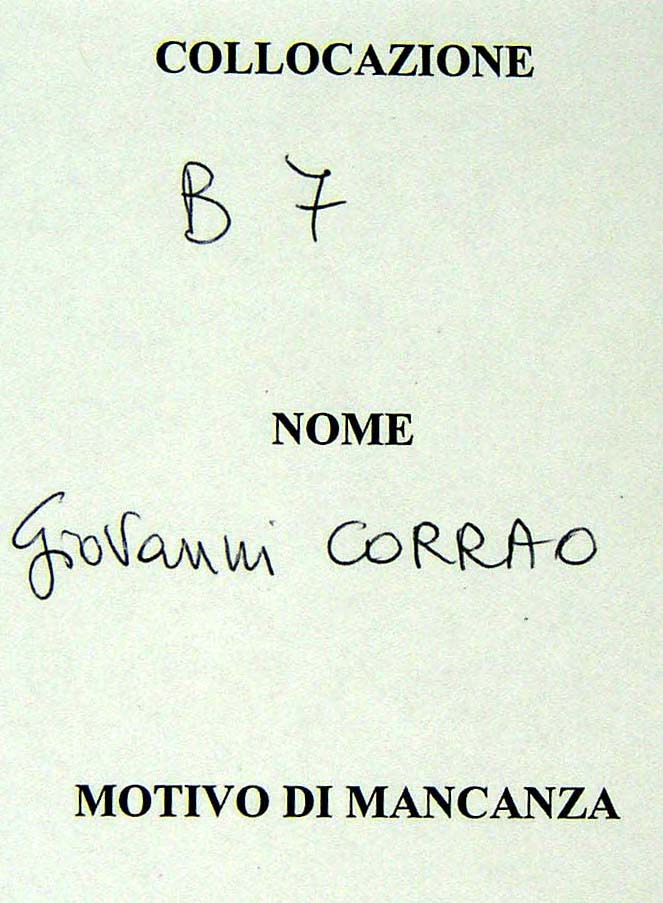 COLLOCAZIONE
B 7
NOME
Giovanni CORRAO
MOTIVO DI MANCANZA